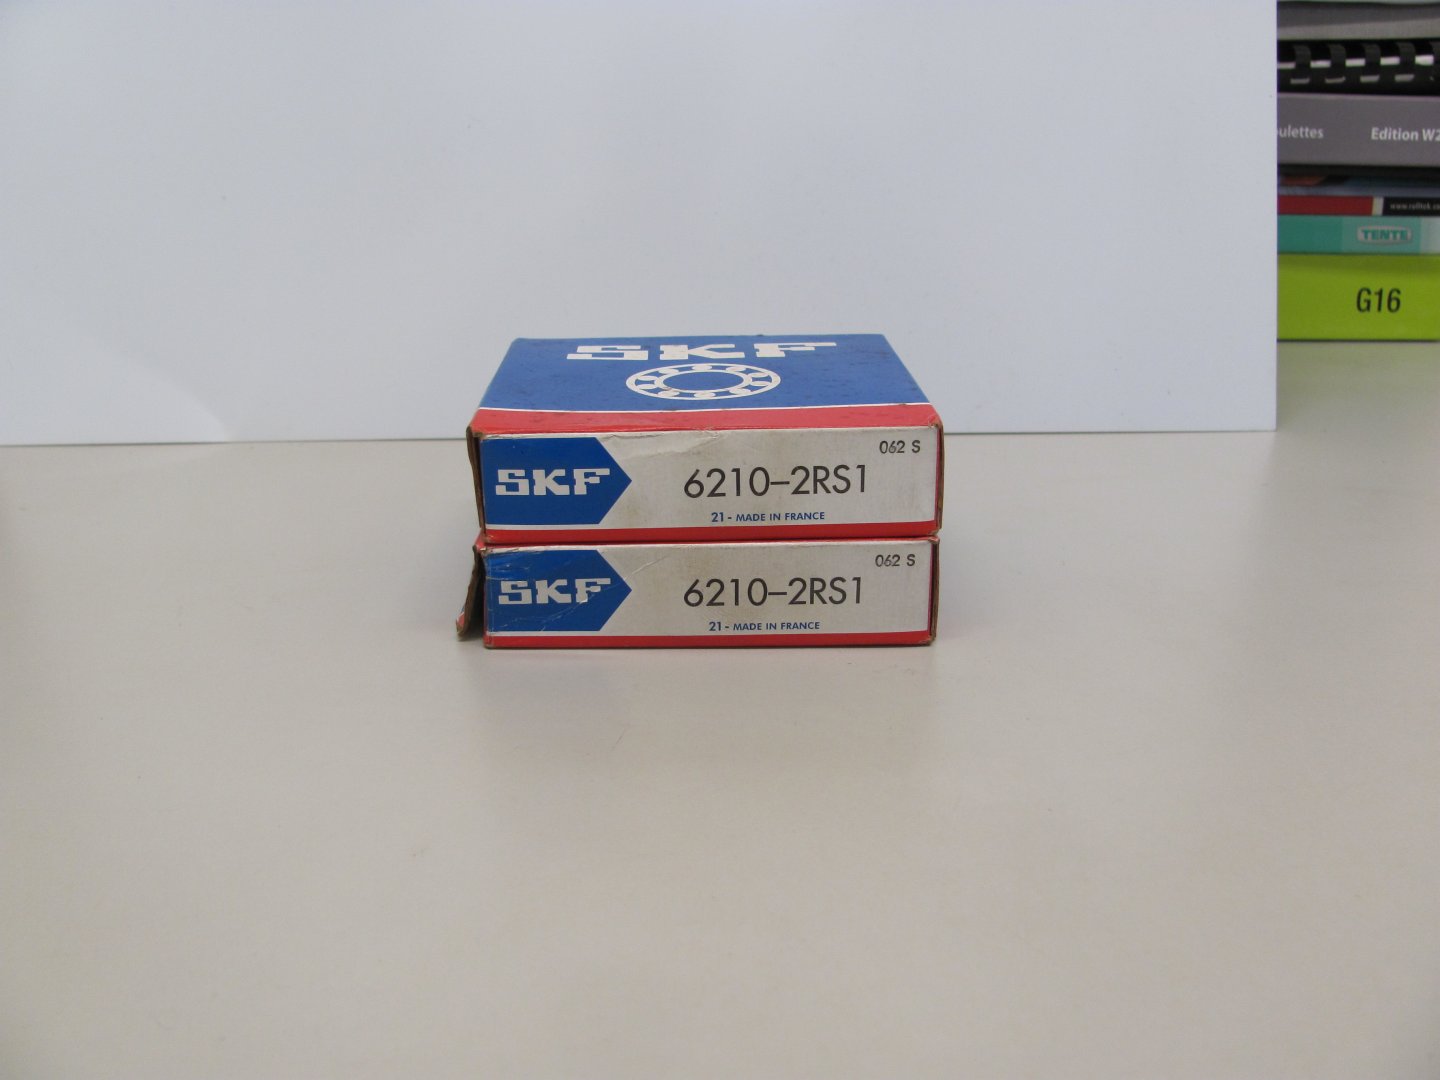 Edition W2
TENTE
G16
SKF
SKF
062 S
6210-2RS1
21 - MADE IN FRANCE
SKF
062 S
6210-2RS1
21 - MADE IN FRANCE